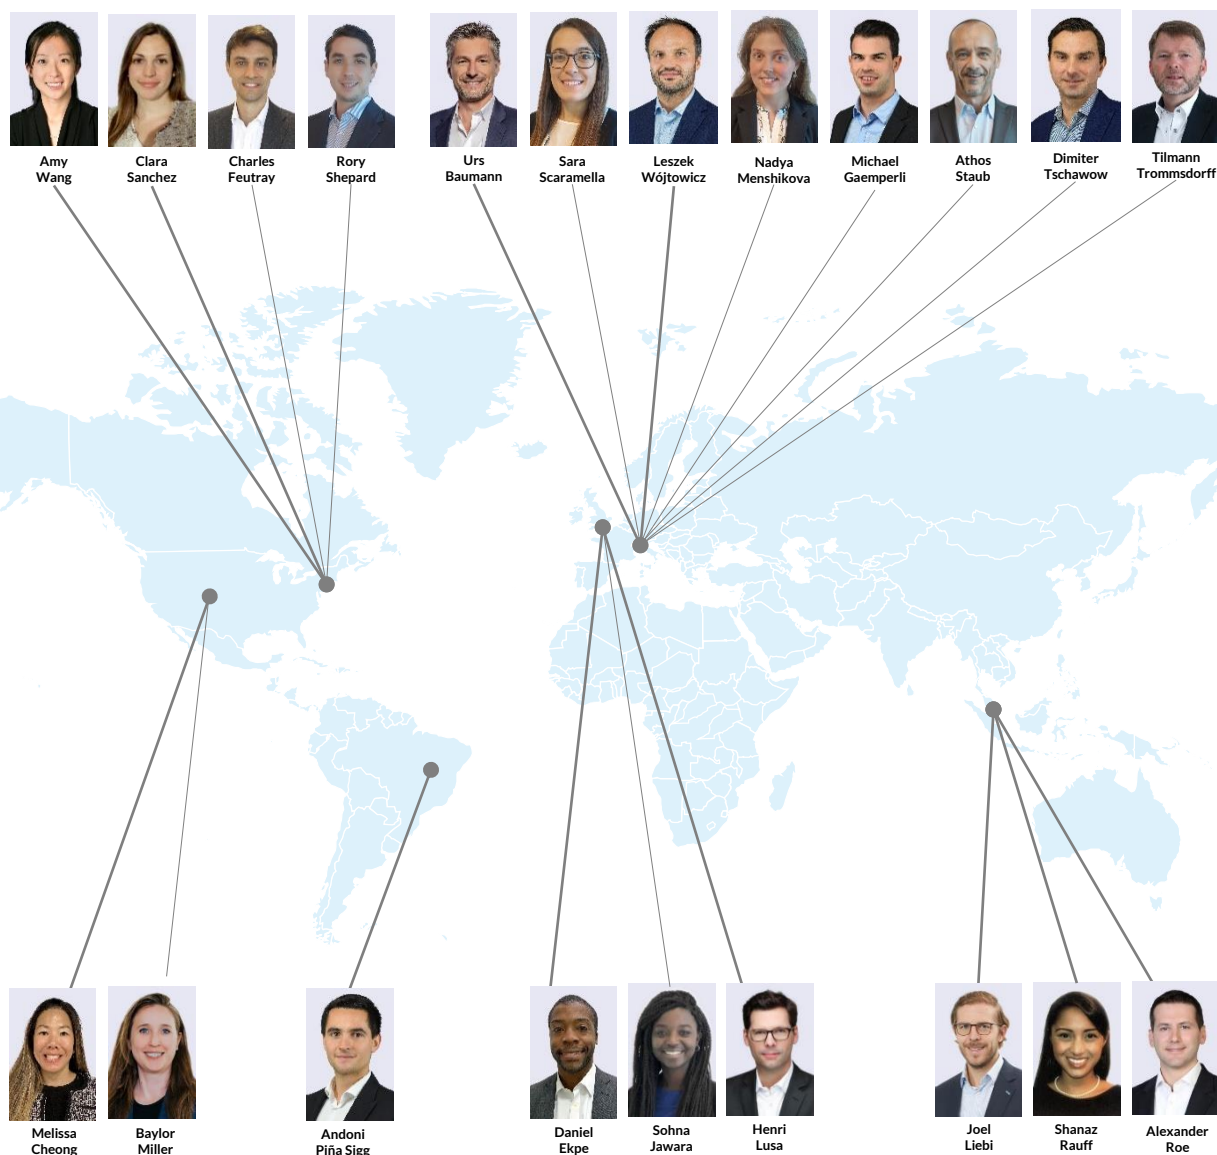 Amy
Wang
Clara
Sanchez
Charles
Feutray
Rory
Shepard
Urs
Baumann
Sara
Scaramella
Leszek
Wójtowicz
Nadya
Menshikova
Michael
Gaemperli
Athos
Staub
Dimiter
Tschawow
Tilmann
Trommsdorff
Melissa
Cheong
Baylor
Miller
Andoni
Piña Sigg
Daniel
Ekpe
Sohna
Jawara
Henri
Lusa
Joel
Liebi
Shanaz
Rauff
Alexander
Roe